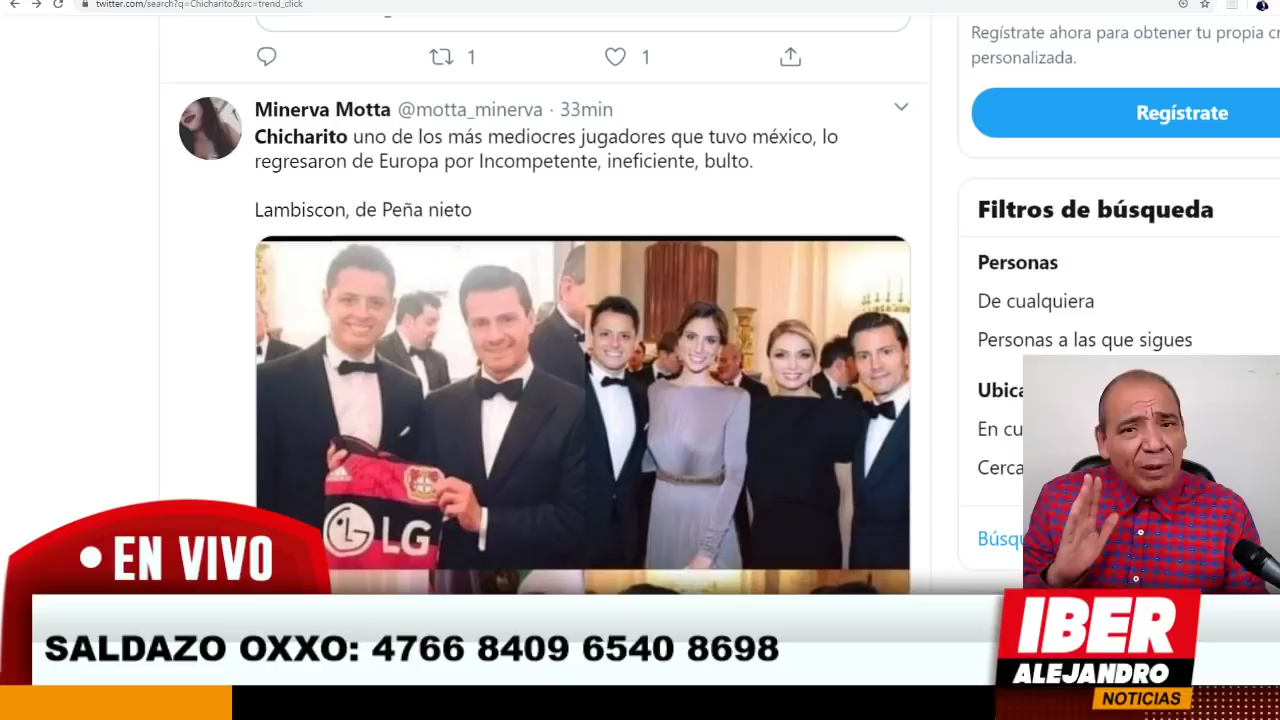 twitter.com/search?q=Chicharito&src=trend_click
1
1
Minerva Motta @motta_minerva · 33min
Chicharito uno de los más mediocres jugadores que tuvo méxico, lo
regresaron de Europa por Incompetente, ineficiente, bulto.
Lambiscon, de Peña nieto
LG
Regístrate ahora para obtener tu propia
personalizada.
Regístrate
Filtros de búsqueda
Personas
De cualquiera
Personas a las que sigues
Ubica
En cu
Cerca
Búsqu
EN VIVO
SALDAZO OXXO: 4766 8409 6540 8698
IBER
ALEJANDRO
NOTICIAS